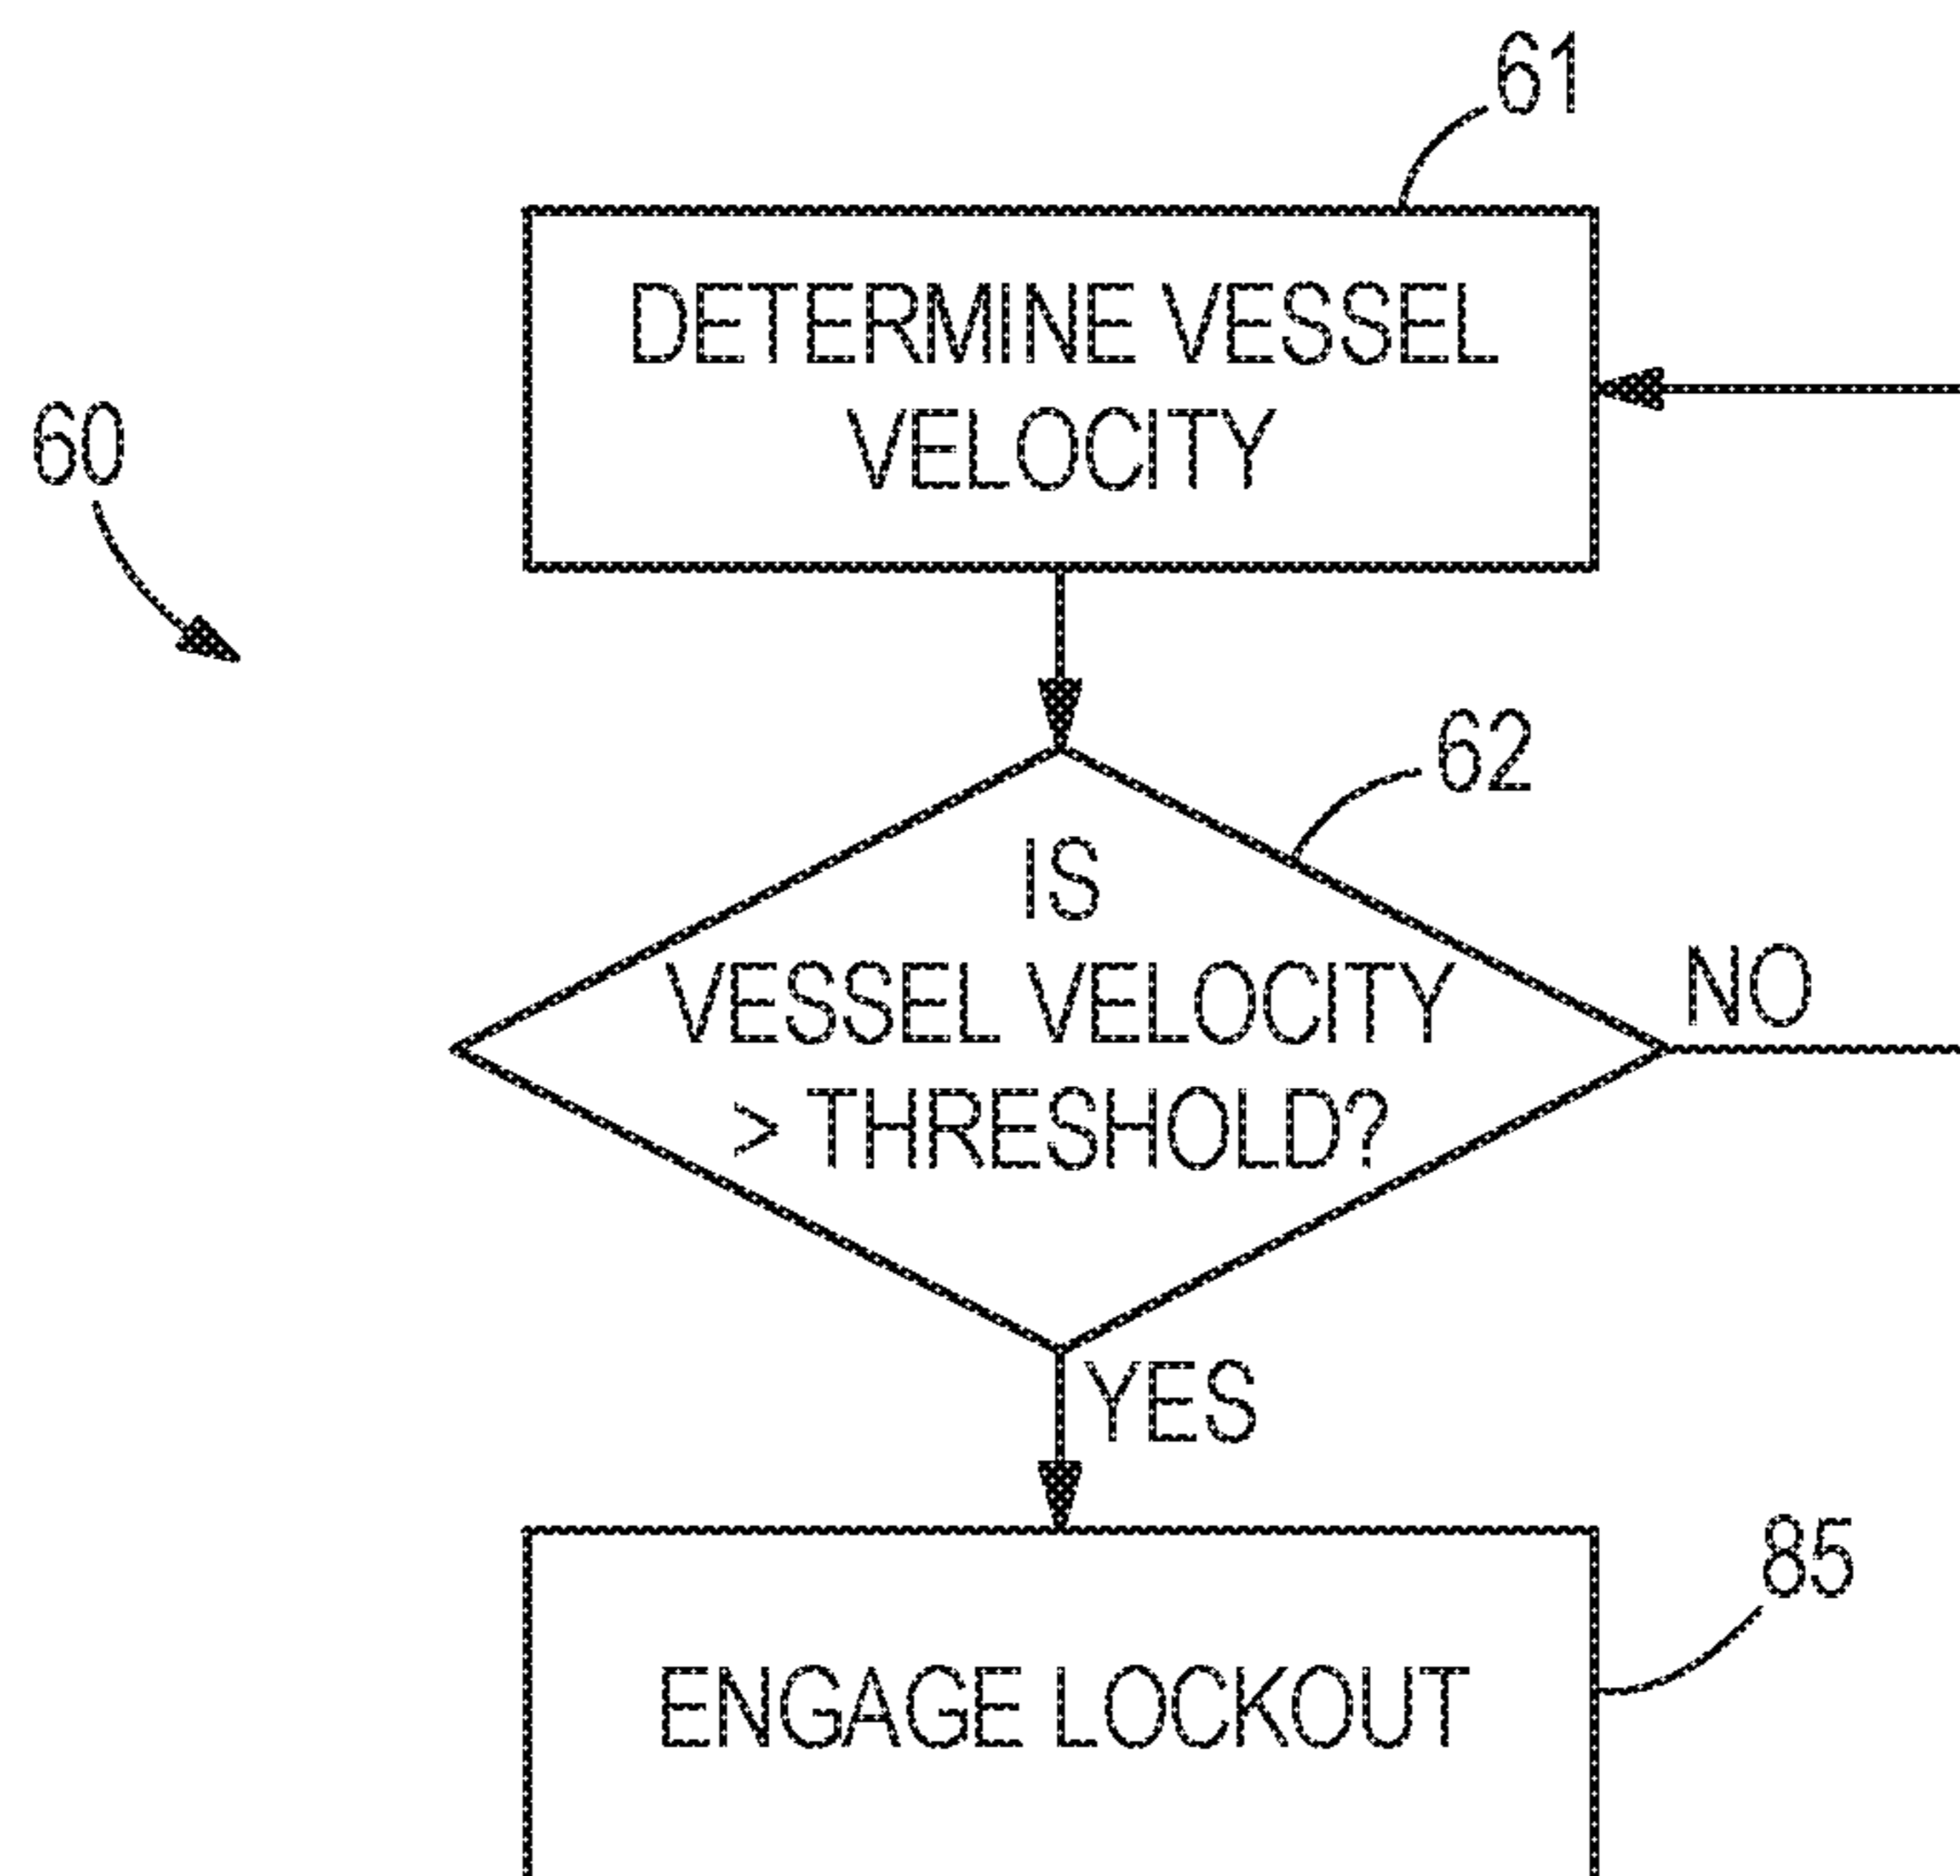 61
DETERMINE VESSEL
VELOCITY
60
62
IS
VESSEL VELOCITY
> THRESHOLD?
NO
YES
85
ENGAGE LOCKOUT